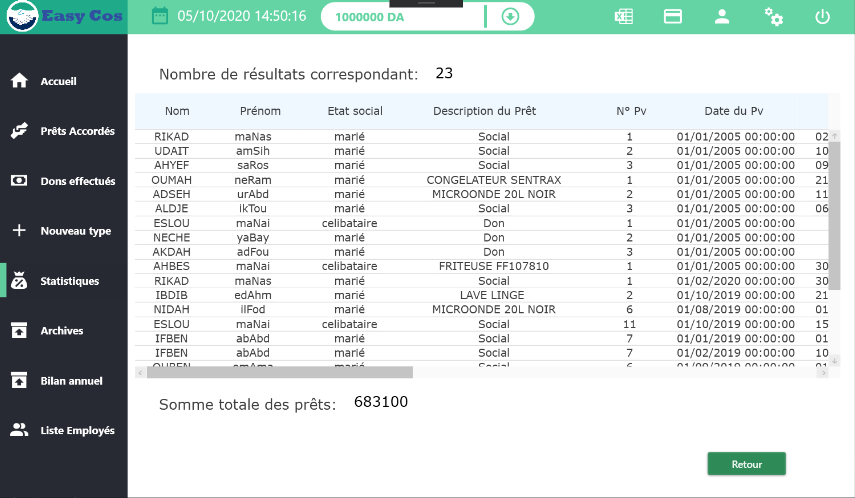 Easy Cos
05/10/2020 14:50:16
1000000 DA
Accueil
Prêts Accordés
Dons effectués
Nouveau type
Statistiques
Archives
Bilan annuel
Liste Employés
Nombre de résultats correspondant: 23
Nom Prénom Etat social Description du Prêt N° Pv Date du Pv
RIKAD maNas marié Social 1 01/01/2005 00:00:00 02
UDAIT amSih marié Social 2 01/01/2005 00:00:00 10
AHYEF saRos marié Social 3 01/01/2005 00:00:00 09
OUMAH neRam marié CONGELATEUR SENTRAX 1 01/01/2005 00:00:00 21
ADSEH urAbd marié MICROONDE 20L NOIR 2 01/01/2005 00:00:00 11
ALDJE ikTou marié Social 3 01/01/2005 00:00:00 06
ESLOU maNai celibataire Don 1 01/01/2005 00:00:00
NECHE yaBay marié Don 2 01/01/2005 00:00:00
AKDAH adFou marié Don 3 01/01/2005 00:00:00
AHBES maNai celibataire FRITEUSE FF107810 1 01/01/2005 00:00:00 30
RIKAD maNas marié Social 1 01/02/2020 00:00:00 30
IBDIB edAhm marié LAVE LINGE 2 01/10/2019 00:00:00 21
NIDAH ilFod marié MICROONDE 20L NOIR 6 01/08/2019 00:00:00 01
ESLOU maNai celibataire Social 11 01/10/2019 00:00:00 15
IFBEN abAbd marié Social 7 01/01/2019 00:00:00 01
IFBEN abAbd marié Social 7 01/02/2019 00:00:00 10
marié Social
Somme totale des prêts: 683100
Retour